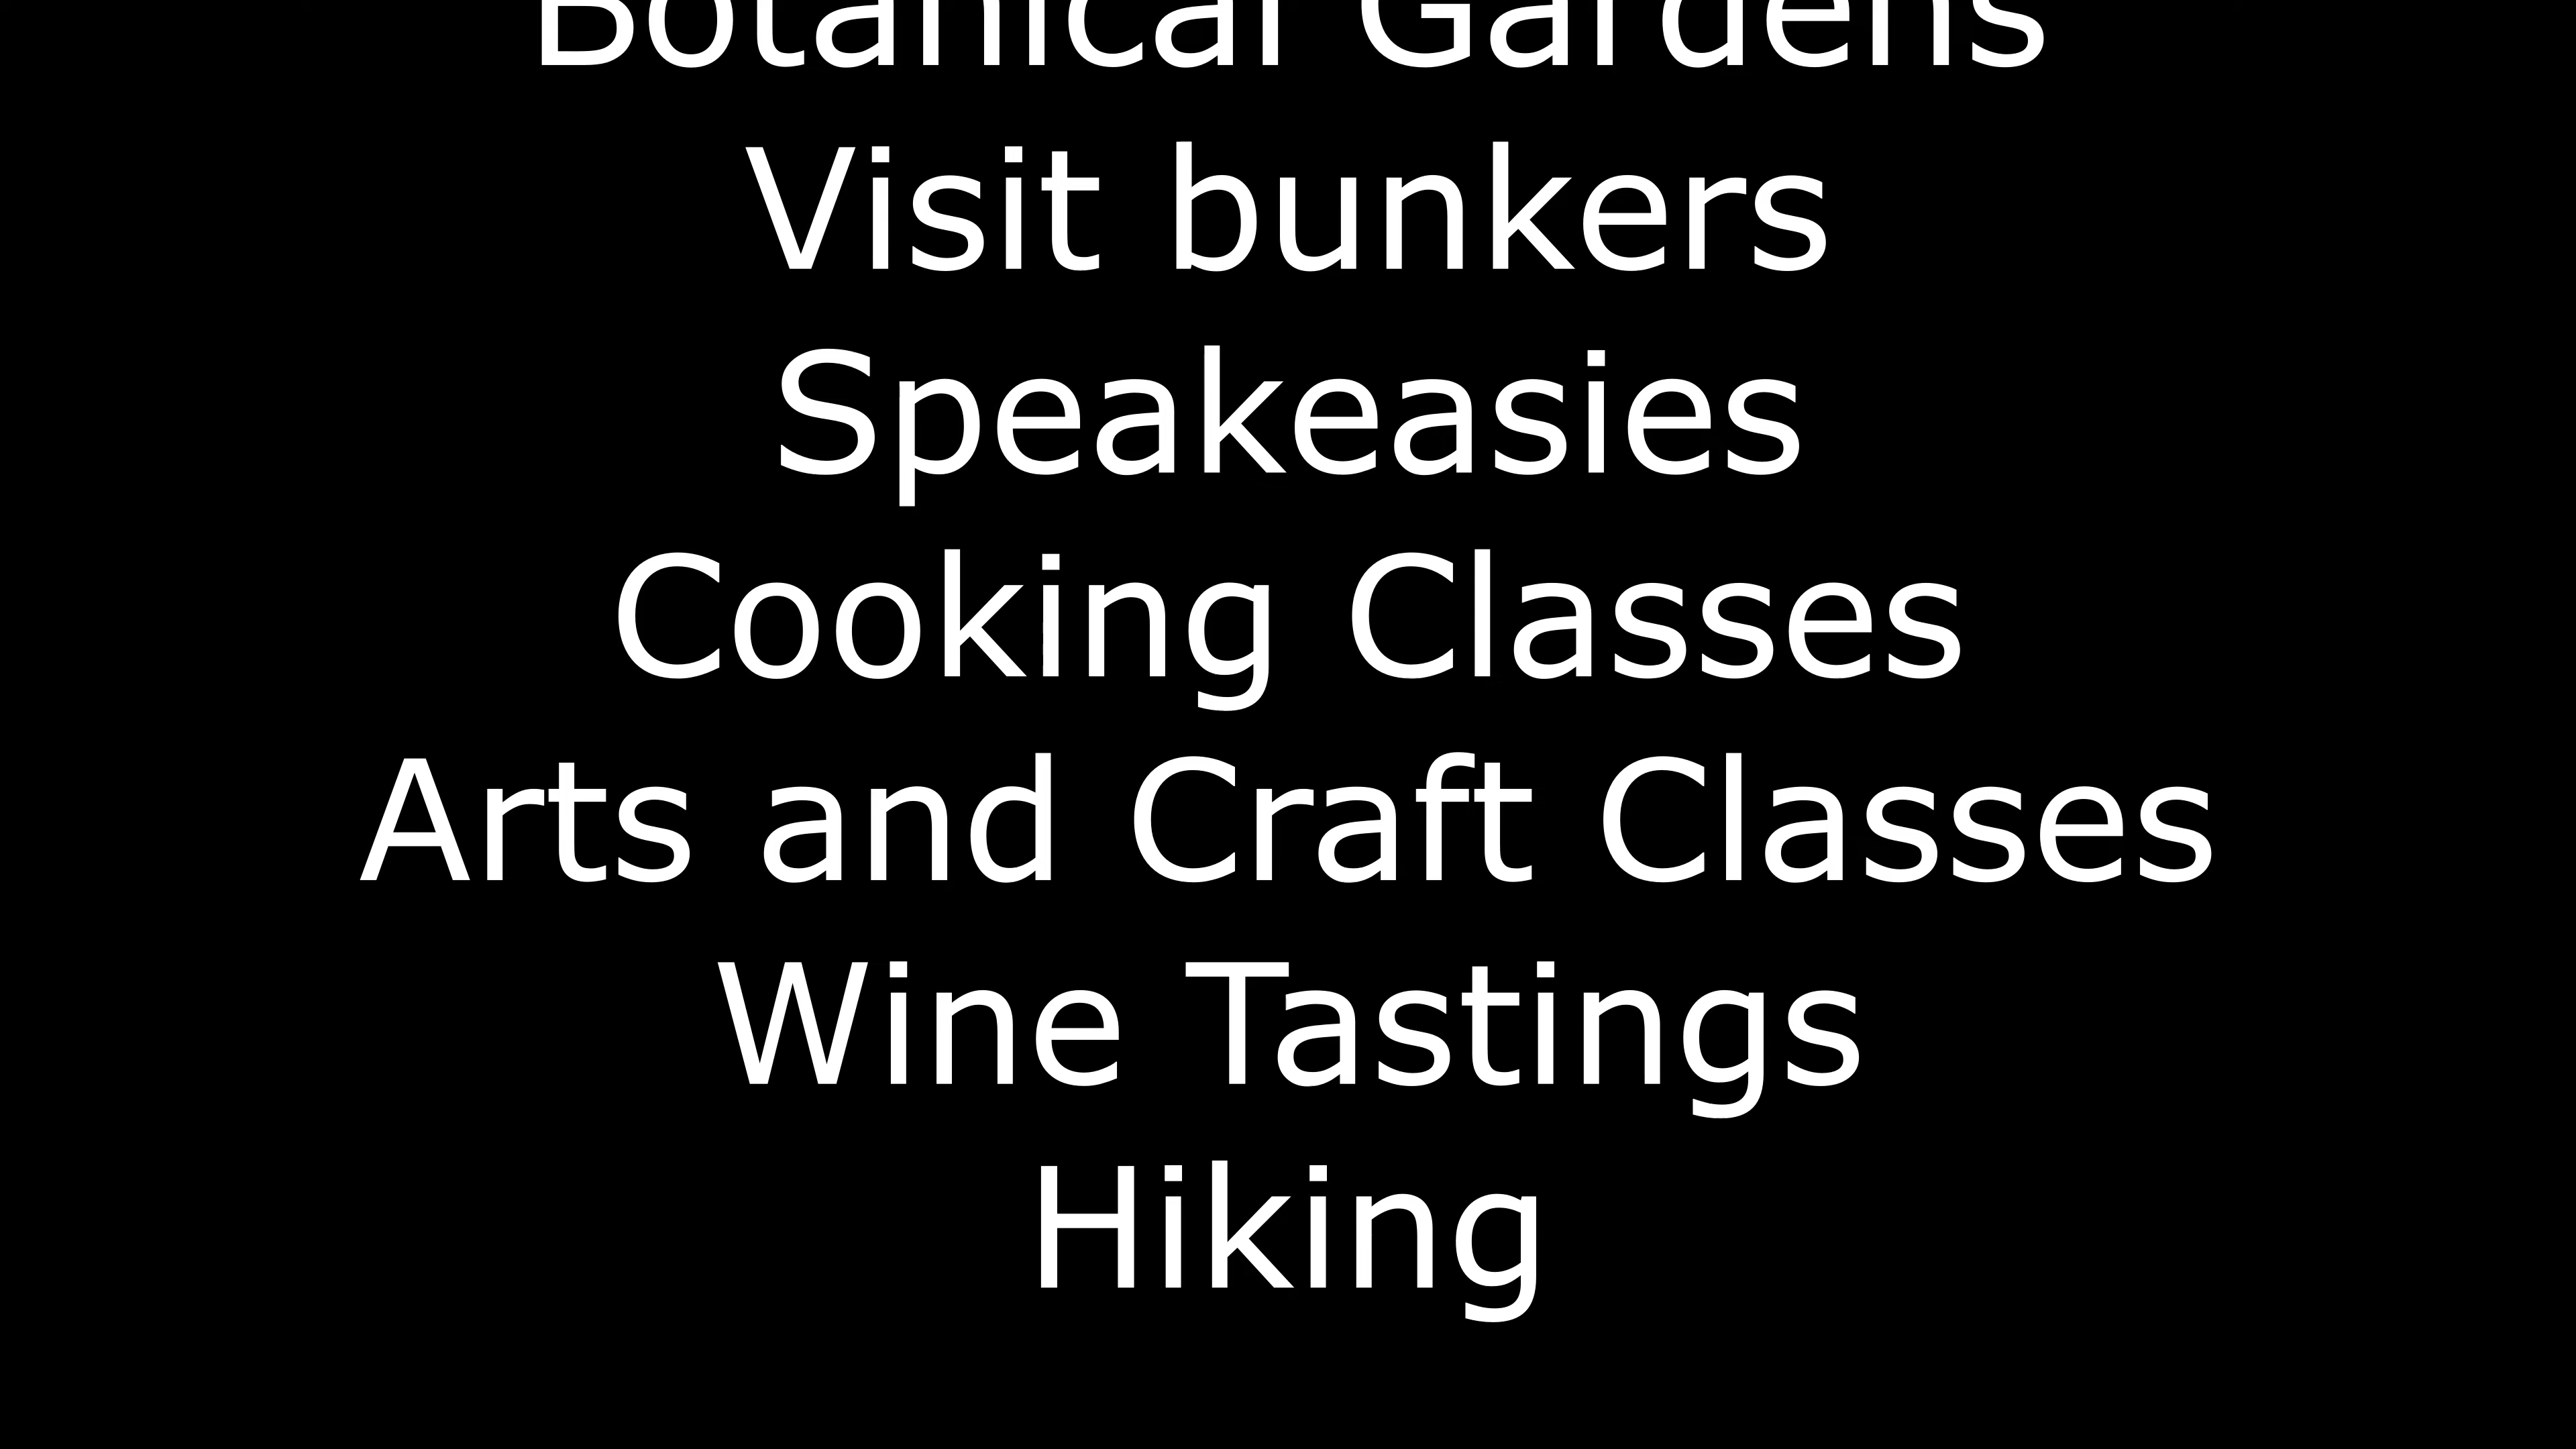 Botanical Gardens
Visit bunkers
Speakeasies
Cooking Classes
Arts and Craft Classes
Wine Tastings
Hiking